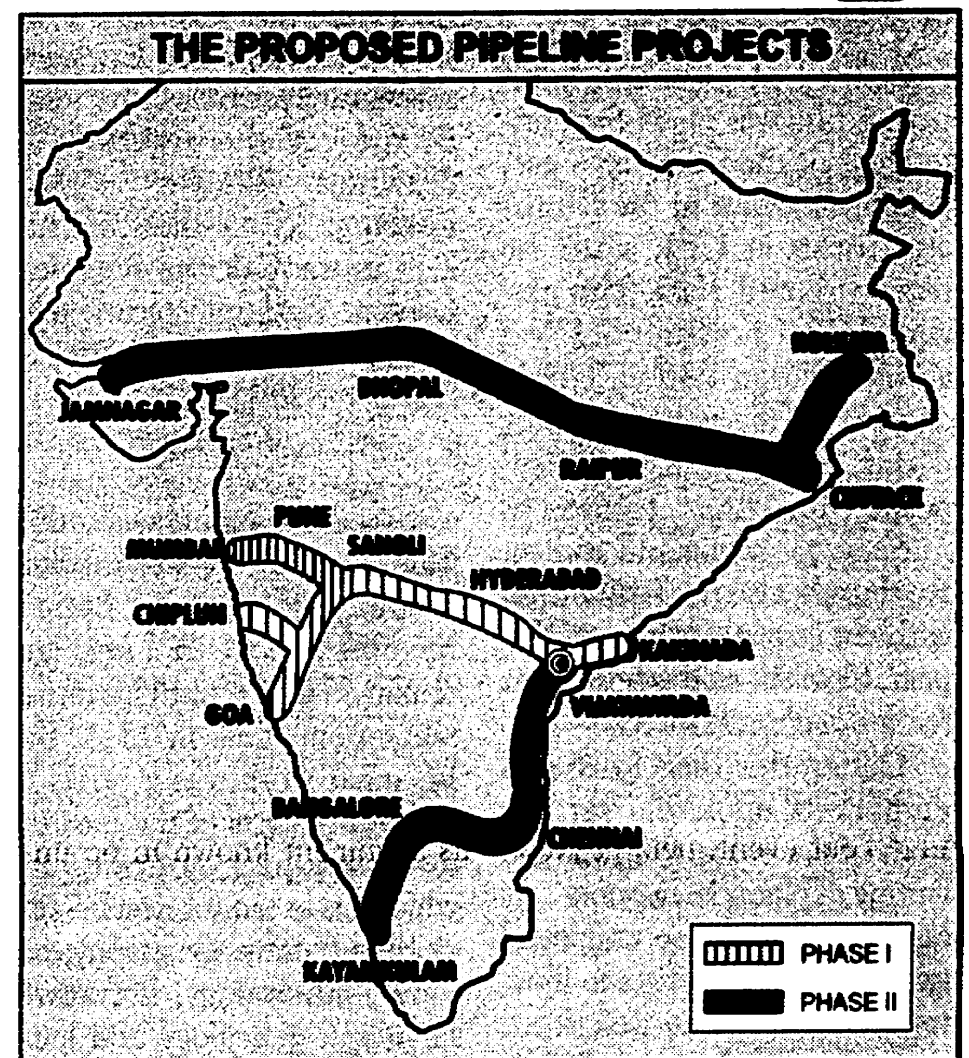 THE PROPOSED PIPELINE PROJECTS
JAMNAGAR
BHOPAL
RAIPUR
CUTTACK
PUNE
MUMBAI
SANGLI
HYDERABAD
CHIPLUN
KAKINADA
GOA
VIJAYAWADA
BANGALORE
CHENNAI
KAYAMKULAM
PHASE I
PHASE II